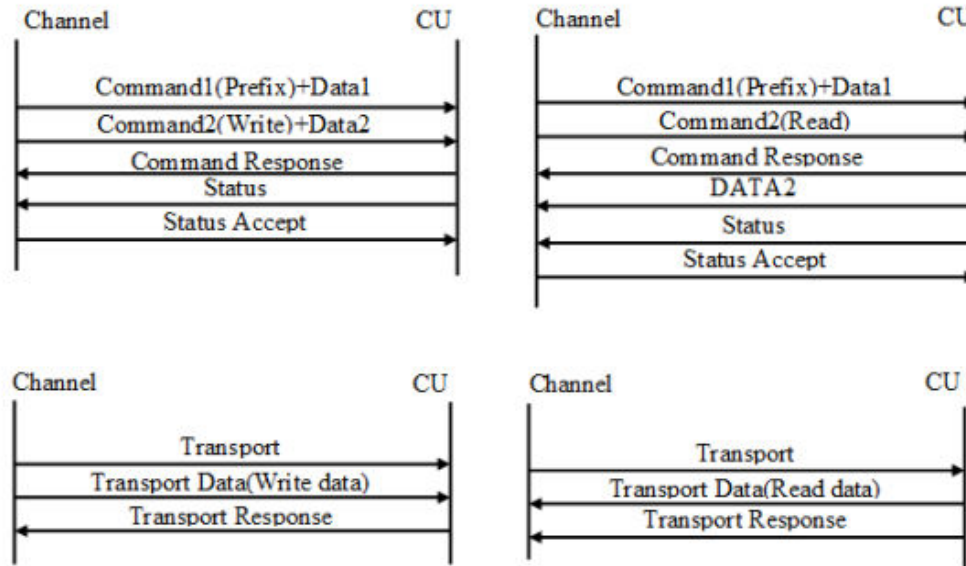 Channel CU
Command1(Prefix)+Data1
Command2(Write)+Data2
Command Response
Status
Status Accept
Channel CU
Command1(Prefix)+Data1
Command2(Read)
Command Response
DATA2
Status
Status Accept
Channel CU
Transport
Transport Data(Write data)
Transport Response
Channel CU
Transport
Transport Data(Read data)
Transport Response